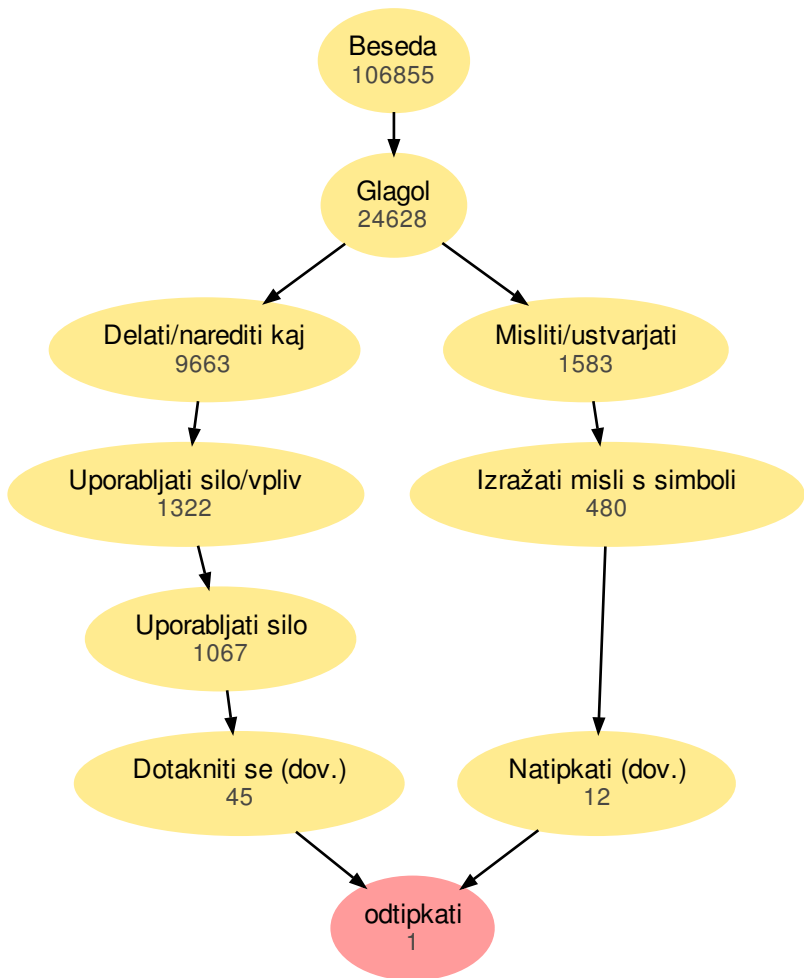 Beseda
106855
Glagol
24628
Delati/narediti kaj
9663
Misliti/ustvarjati
1583
Uporabljati silo/vpliv
1322
Izražati misli s simboli
480
Uporabljati silo
1067
Dotakniti se (dov.)
45
Natipkati (dov.)
12
odtipkati
1